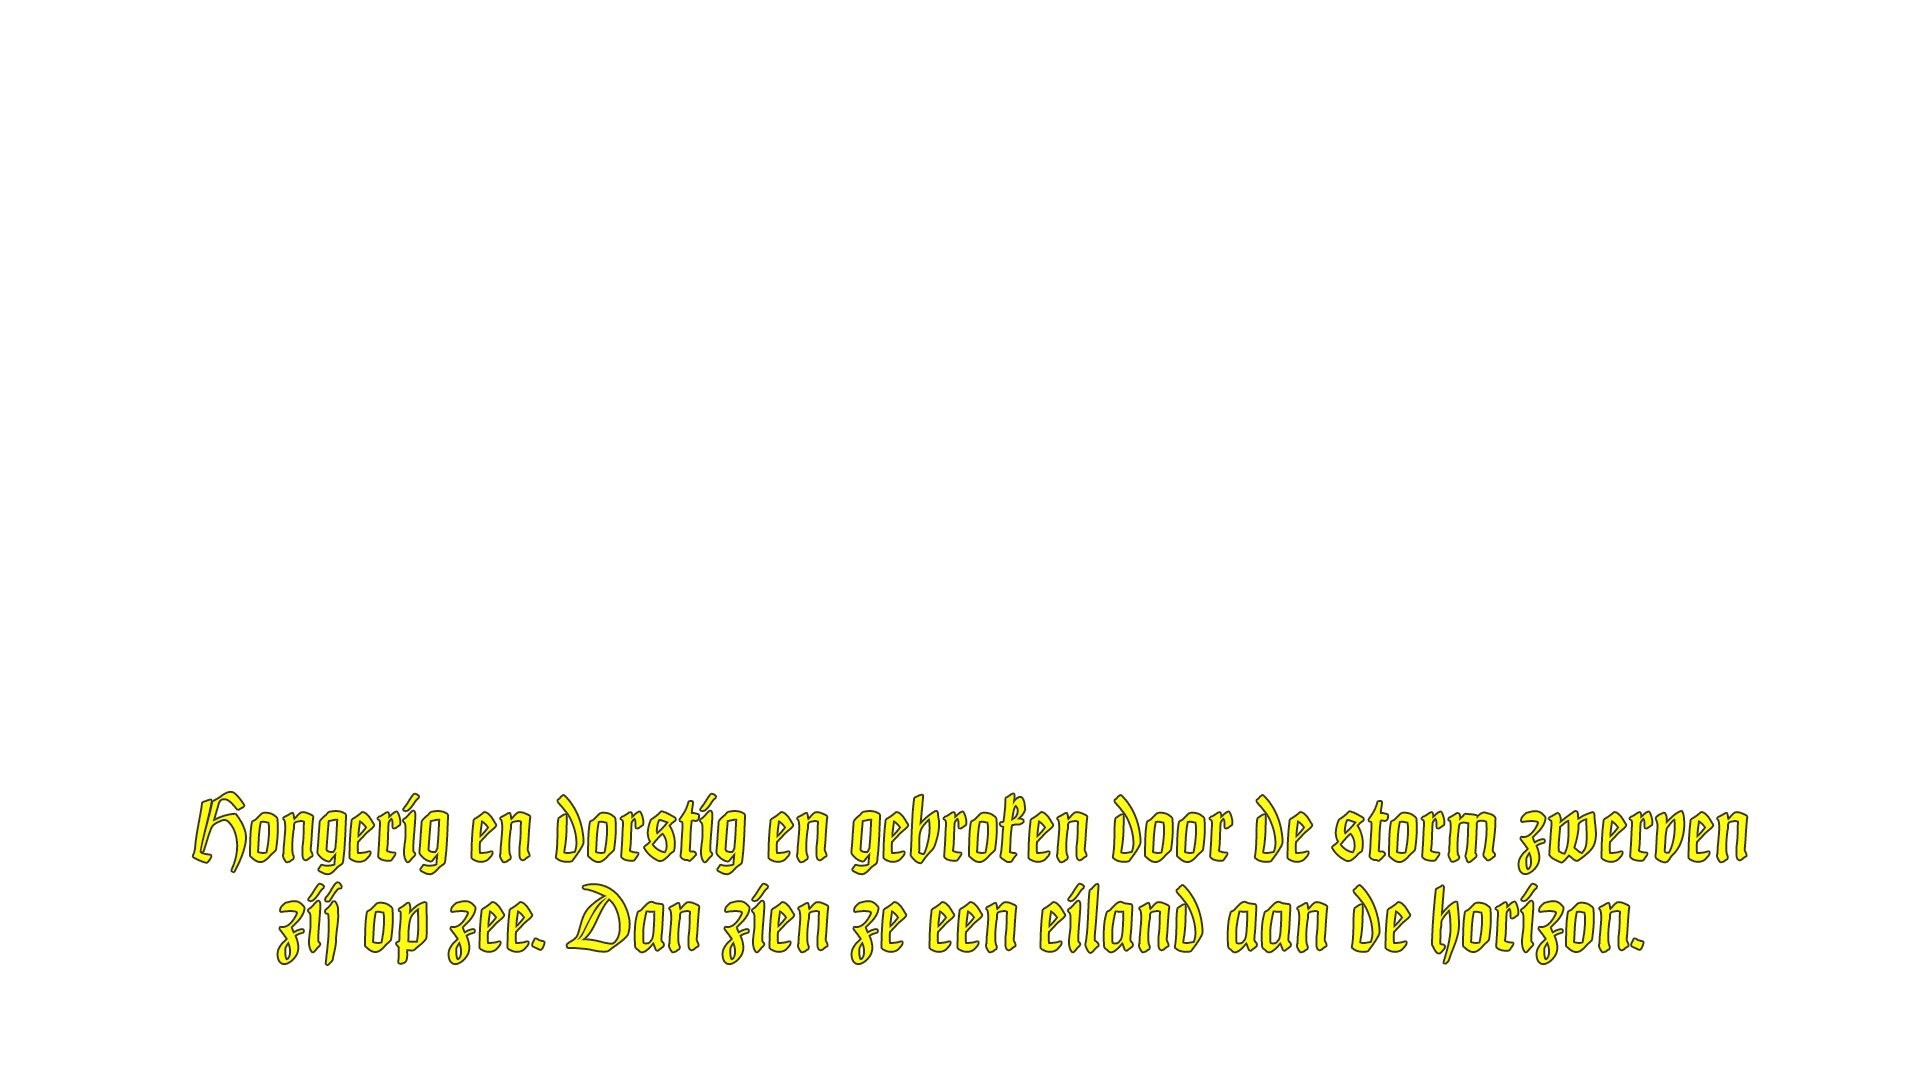 Hongerig en dorstig en gebroken door de storm zwerven
zij op zee. Dan zien ze een eiland aan de horizon.